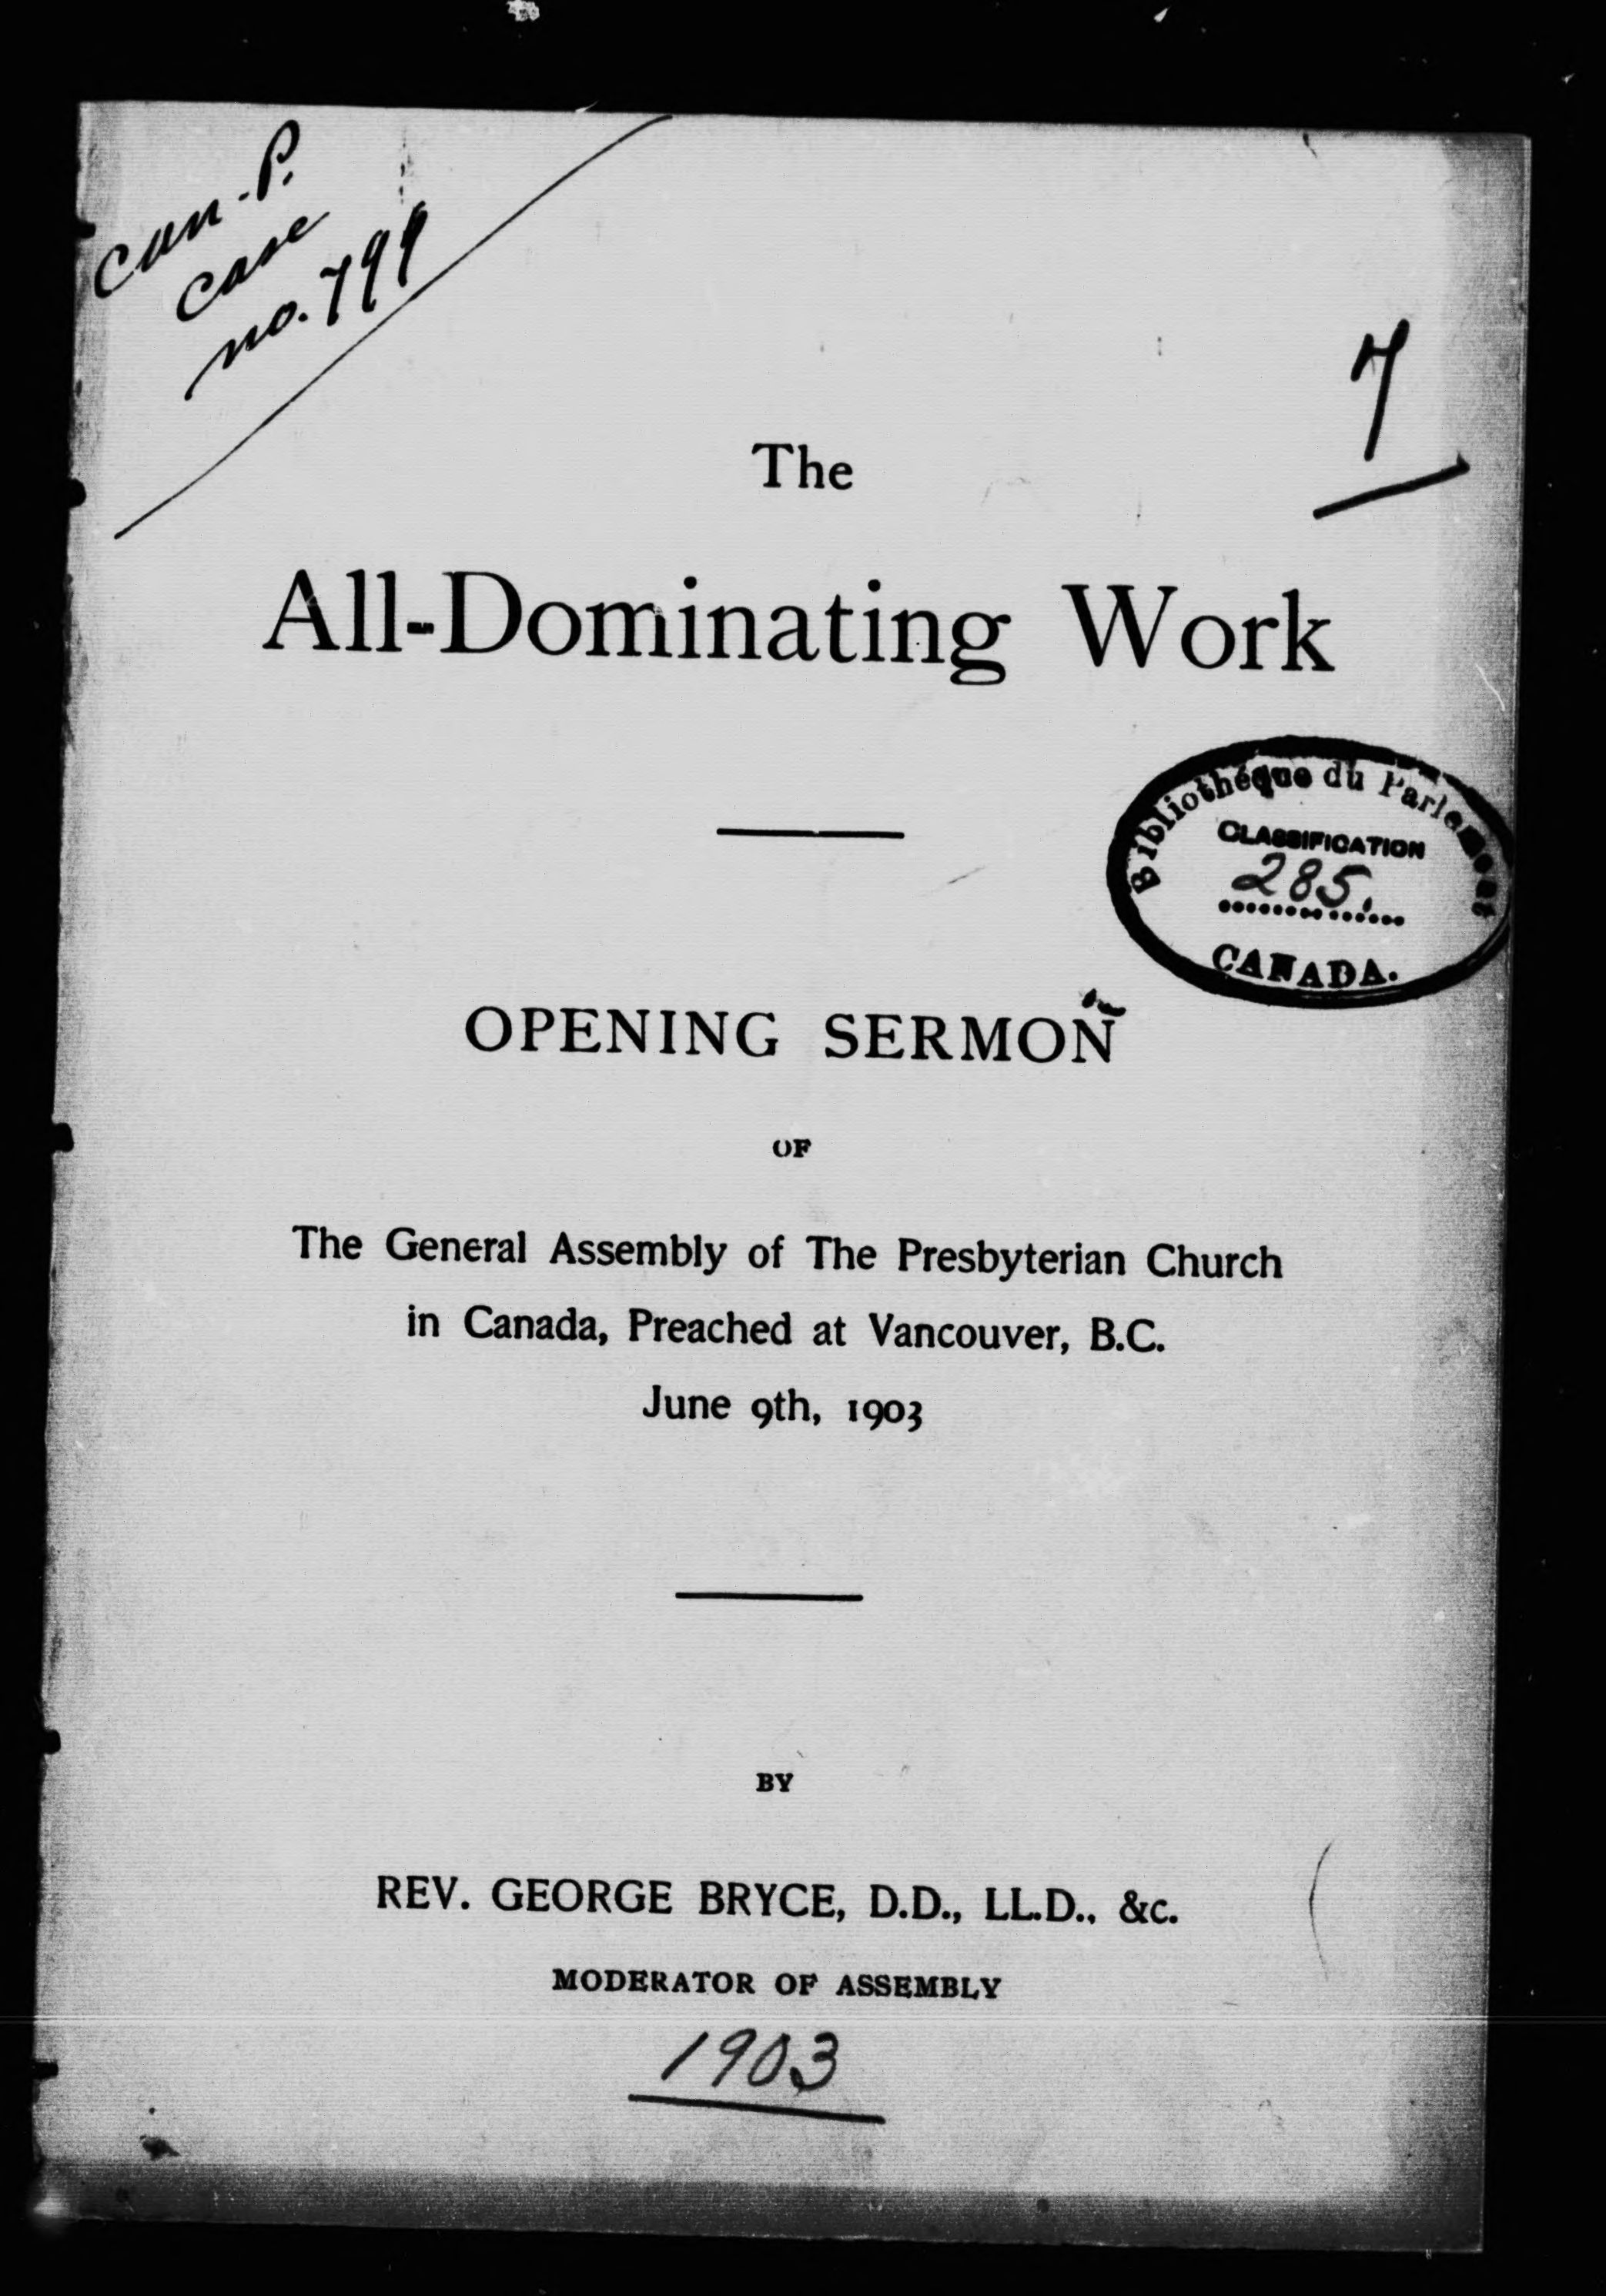 can. P.
case
no. 799
7
The
All-Dominating Work
Bibliothéque du Parlement
CLASSIFICATION
285.
CANADA.
OPENING SERMON
OF
The General Assembly of The Presbyterian Church
in Canada, Preached at Vancouver, B.C.
June 9th, 1903
BY
REV. GEORGE BRYCE, D.D., LL.D., &c.
MODERATOR OF ASSEMBLY
1903